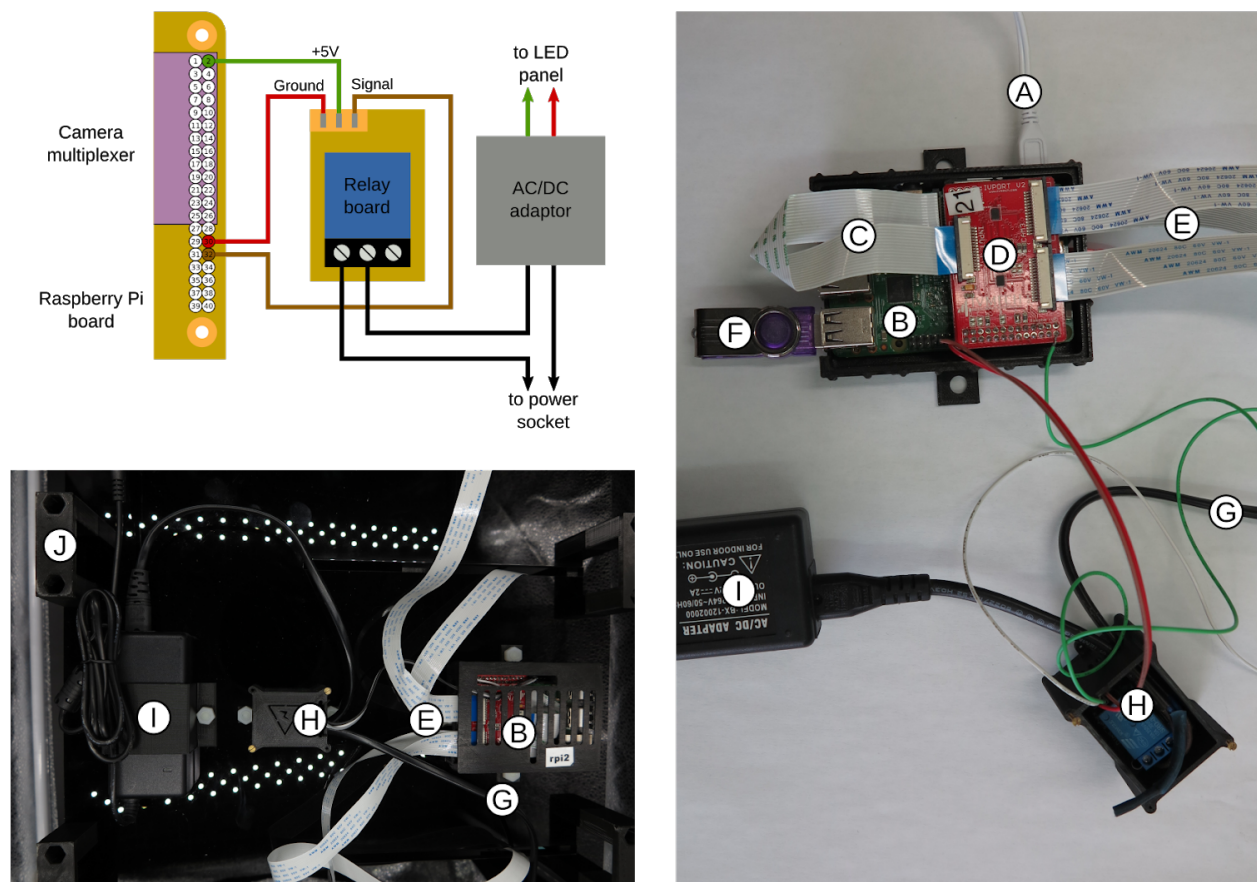 +5V
Ground
Signal
to LED
panel
Camera
multiplexer
Relay
board
AC/DC
adaptor
Raspberry Pi
board
to power
socket
1 2
3 4
5 6
7 8
9 10
11 12
13 14
15 16
17 18
19 20
21 22
23 24
25 26
27 28
29 30
31 32
33 34
35 36
37 38
39 40
J
I
H
E
B
rpi2
G
A
IVPORT V2
21
C
D
E
B
F
G
I
H
AC/DC ADAPTER
CAUTION:
FOR INDOOR USE ONLY